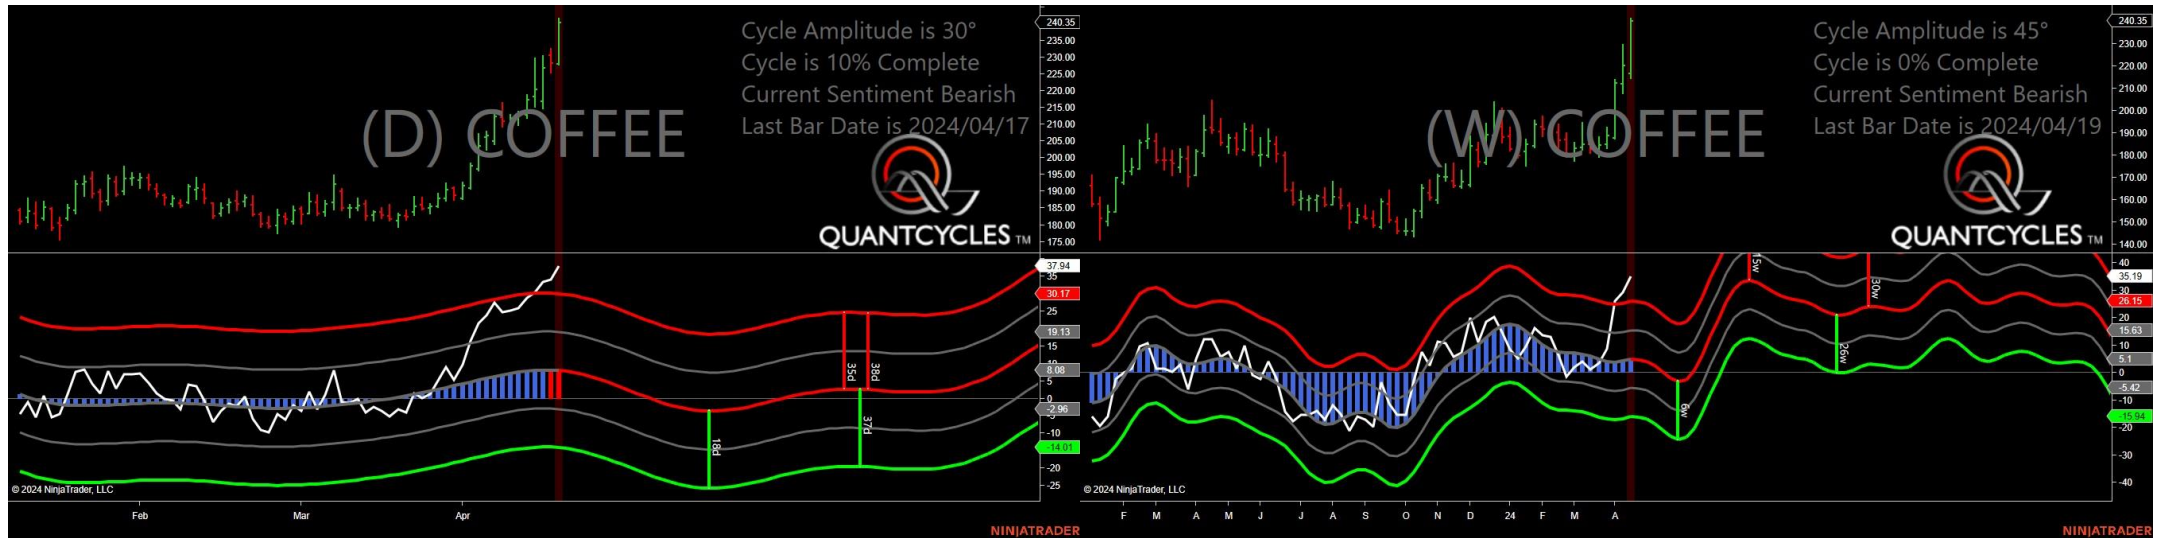 Cycle Amplitude is 30°
Cycle is 10% Complete
Current Sentiment Bearish
Last Bar Date is 2024/04/17
(D) COFFEE
QUANTCYCLES TM
240.35
235.00
230.00
225.00
220.00
215.00
210.00
205.00
200.00
195.00
190.00
185.00
180.00
175.00
37.94
35
30.17
25
19.13
15
8.08
5
0
-2.96
-10
-14.01
-20
-25
35d
38d
37d
18d
© 2024 NinjaTrader, LLC
Feb
Mar
Apr
NINJATRADER
Cycle Amplitude is 45°
Cycle is 0% Complete
Current Sentiment Bearish
Last Bar Date is 2024/04/19
(W) COFFEE
QUANTCYCLES TM
240.35
230.00
220.00
210.00
200.00
190.00
180.00
170.00
160.00
150.00
140.00
40
35.19
30
26.15
20
15.63
10
5.1
0
-5.42
-10
-15.94
-20
-30
-40
15w
30w
26w
6w
© 2024 NinjaTrader, LLC
F M A M J J A S O N D 24 F M A
NINJATRADER